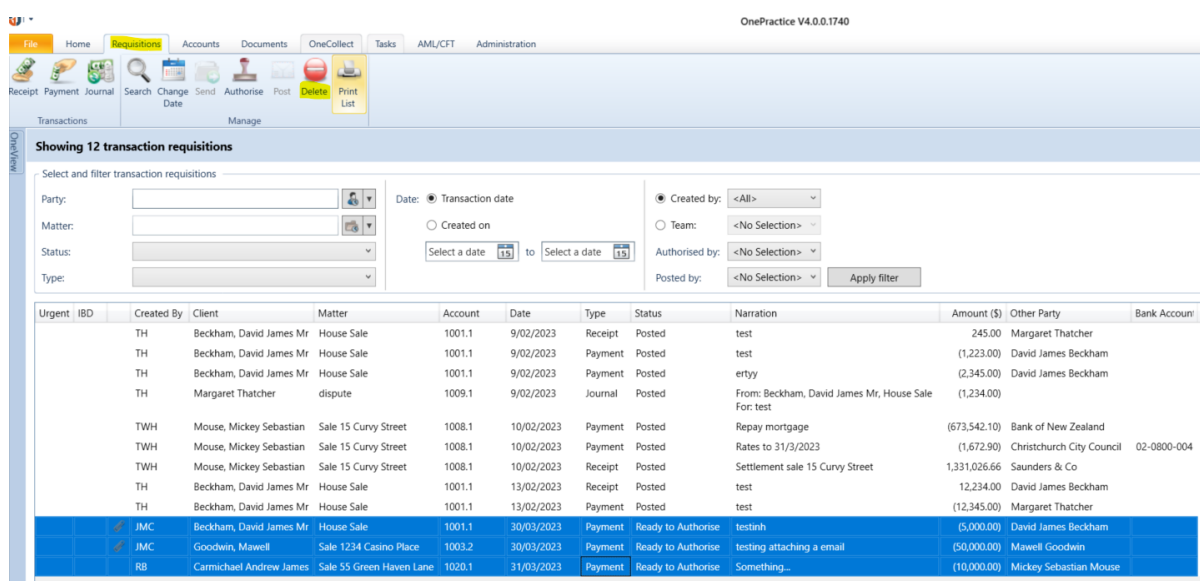 OnePractice V4.0.0.1740
File Home Requisitions Accounts Documents OneCollect Tasks AML/CFT Administration
Receipt Payment Journal Search Change Date Send Authorise Post Delete Print List
Transactions Manage
OneView
Showing 12 transaction requisitions
Select and filter transaction requisitions
Party: Date: Transaction date Created by: <All>
Matter: Created on Team: <No Selection>
Status: Select a date 15 to Select a date 15 Authorised by: <No Selection>
Type: Posted by: <No Selection> Apply filter
Urgent IBD Created By Client Matter Account Date Type Status Narration Amount ($) Other Party Bank Account
TH Beckham, David James Mr House Sale 1001.1 9/02/2023 Receipt Posted test 245.00 Margaret Thatcher
TH Beckham, David James Mr House Sale 1001.1 9/02/2023 Payment Posted test (1,223.00) David James Beckham
TH Beckham, David James Mr House Sale 1001.1 9/02/2023 Payment Posted ertyy (2,345.00) David James Beckham
TH Margaret Thatcher dispute 1009.1 9/02/2023 Journal Posted From: Beckham, David James Mr, House Sale (1,234.00)
For: test
TWH Mouse, Mickey Sebastian Sale 15 Curvy Street 1008.1 10/02/2023 Payment Posted Repay mortgage (673,542.10) Bank of New Zealand
TWH Mouse, Mickey Sebastian Sale 15 Curvy Street 1008.1 10/02/2023 Payment Posted Rates to 31/3/2023 (1,672.90) Christchurch City Council 02-0800-004
TWH Mouse, Mickey Sebastian Sale 15 Curvy Street 1008.1 10/02/2023 Receipt Posted Settlement sale 15 Curvy Street 1,331,026.66 Saunders & Co
TH Beckham, David James Mr House Sale 1001.1 13/02/2023 Receipt Posted test 12,234.00 David James Beckham
TH Beckham, David James Mr House Sale 1001.1 13/02/2023 Payment Posted test (12,345.00) Margaret Thatcher
JMC Beckham, David James Mr House Sale 1001.1 30/03/2023 Payment Ready to Authorise testinh (5,000.00) David James Beckham
JMC Goodwin, Mawell Sale 1234 Casino Place 1003.2 30/03/2023 Payment Ready to Authorise testing attaching a email (50,000.00) Mawell Goodwin
RB Carmichael Andrew James Sale 55 Green Haven Lane 1020.1 31/03/2023 Payment Ready to Authorise Something... (10,000.00) Mickey Sebastian Mouse